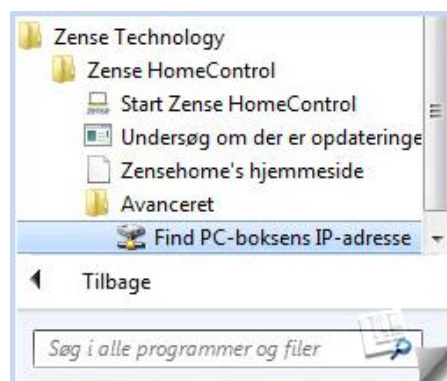 Zense Technology
Zense HomeControl
Start Zense HomeControl
Undersøg om der er opdateringe
Zensehome's hjemmeside
Avanceret
Find PC-boksens IP-adresse
Tilbage
Søg i alle programmer og filer